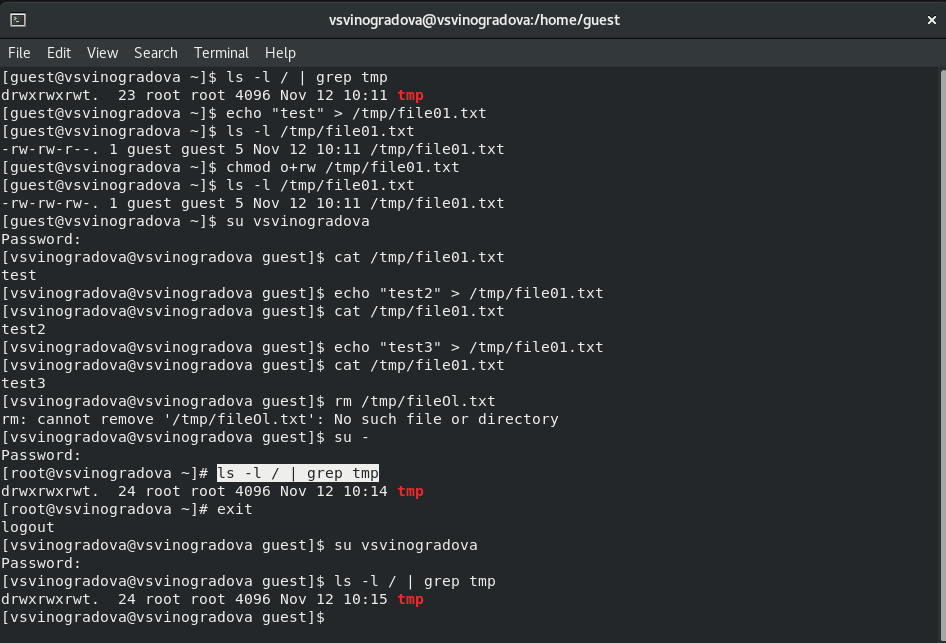 vsvinogradova@vsvinogradova:/home/guest
File Edit View Search Terminal Help
[guest@vsvinogradova ~]$ ls -l / | grep tmp
drwxrwxrwt.  23 root root 4096 Nov 12 10:11 tmp
[guest@vsvinogradova ~]$ echo "test" > /tmp/file01.txt
[guest@vsvinogradova ~]$ ls -l /tmp/file01.txt
-rw-rw-r--. 1 guest guest 5 Nov 12 10:11 /tmp/file01.txt
[guest@vsvinogradova ~]$ chmod o+rw /tmp/file01.txt
[guest@vsvinogradova ~]$ ls -l /tmp/file01.txt
-rw-rw-rw-. 1 guest guest 5 Nov 12 10:11 /tmp/file01.txt
[guest@vsvinogradova ~]$ su vsvinogradova
Password:
[vsvinogradova@vsvinogradova guest]$ cat /tmp/file01.txt
test
[vsvinogradova@vsvinogradova guest]$ echo "test2" > /tmp/file01.txt
[vsvinogradova@vsvinogradova guest]$ cat /tmp/file01.txt
test2
[vsvinogradova@vsvinogradova guest]$ echo "test3" > /tmp/file01.txt
[vsvinogradova@vsvinogradova guest]$ cat /tmp/file01.txt
test3
[vsvinogradova@vsvinogradova guest]$ rm /tmp/fileOl.txt
rm: cannot remove '/tmp/fileOl.txt': No such file or directory
[vsvinogradova@vsvinogradova guest]$ su -
Password:
[root@vsvinogradova ~]# ls -l / | grep tmp
drwxrwxrwt.  24 root root 4096 Nov 12 10:14 tmp
[root@vsvinogradova ~]# exit
logout
[vsvinogradova@vsvinogradova guest]$ su vsvinogradova
Password:
[vsvinogradova@vsvinogradova guest]$ ls -l / | grep tmp
drwxrwxrwt.  24 root root 4096 Nov 12 10:15 tmp
[vsvinogradova@vsvinogradova guest]$